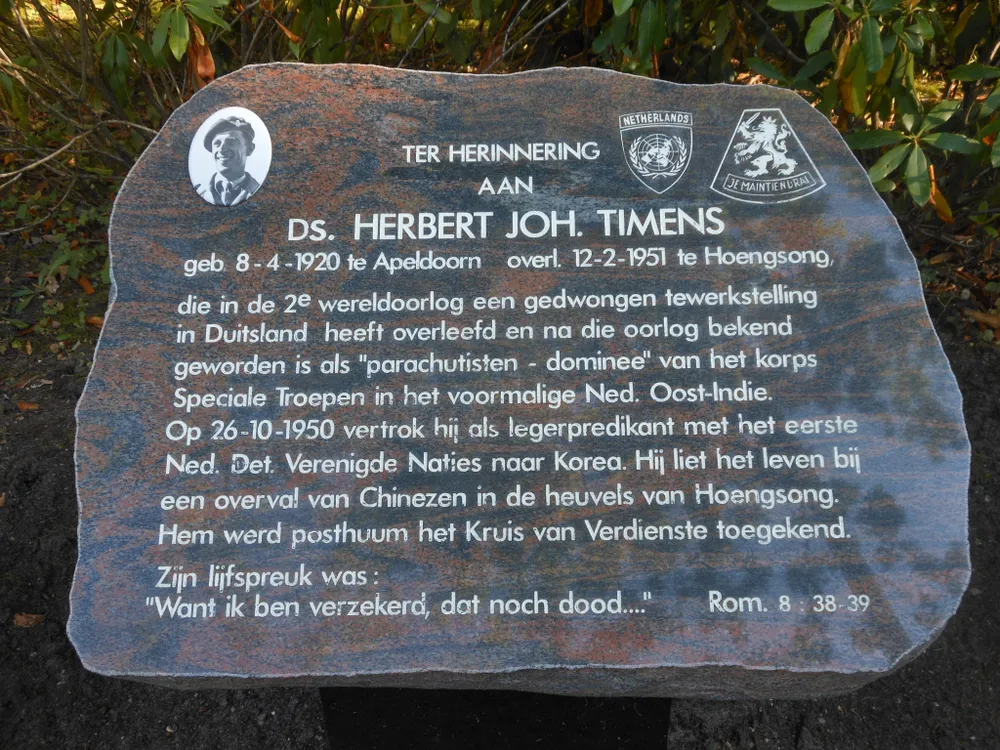 NETHERLANDS
JE MAINTIENDRAI
TER HERINNERING
AAN
DS. HERBERT JOH. TIMENS
geb. 8-4-1920 te Apeldoorn overl. 12-2-1951 te Hoengsong,
die in de 2e wereldoorlog een gedwongen tewerkstelling
in Duitsland heeft overleefd en na die oorlog bekend
geworden is als "parachutisten - dominee" van het korps
Speciale Troepen in het voormalige Ned. Oost-Indie.
Op 26-10-1950 vertrok hij als legerpredikant met het eerste
Ned. Det. Verenigde Naties naar Korea. Hij liet het leven bij
een overval van Chinezen in de heuvels van Hoengsong.
Hem werd posthuum het Kruis van Verdienste toegekend.
Zijn lijfspreuk was:
"Want ik ben verzekerd, dat noch dood...." Rom. 8 : 38-39